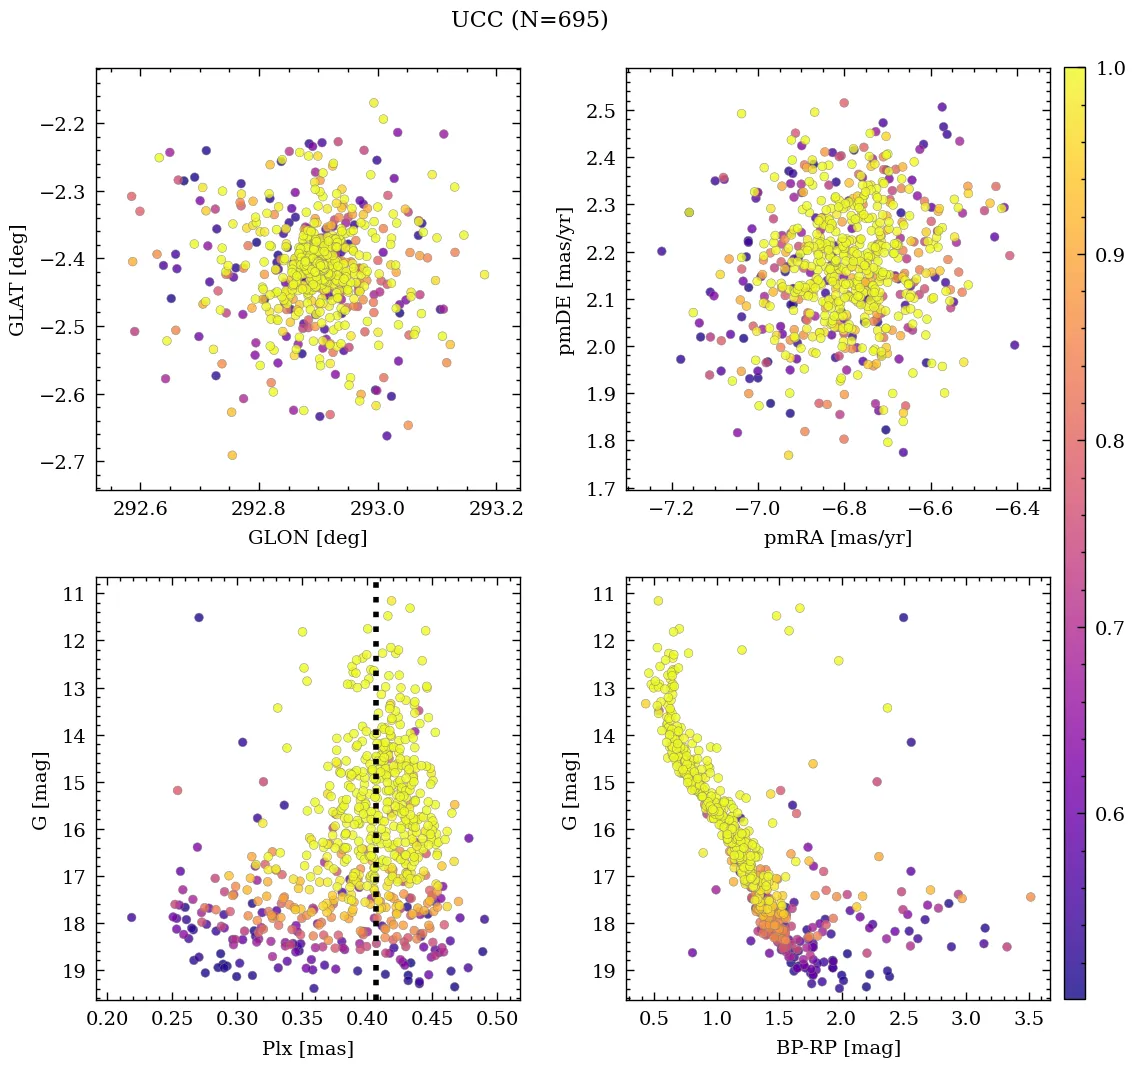 UCC (N=695)
−2.2
−2.3
−2.4
−2.5
−2.6
−2.7
GLAT [deg]
292.6 292.8 293.0 293.2
GLON [deg]
2.5
2.4
2.3
2.2
2.1
2.0
1.9
1.8
1.7
pmDE [mas/yr]
−7.2 −7.0 −6.8 −6.6 −6.4
pmRA [mas/yr]
1.0
0.9
0.8
0.7
0.6
11
12
13
14
15
16
17
18
19
G [mag]
0.20 0.25 0.30 0.35 0.40 0.45 0.50
Plx [mas]
11
12
13
14
15
16
17
18
19
G [mag]
0.5 1.0 1.5 2.0 2.5 3.0 3.5
BP-RP [mag]